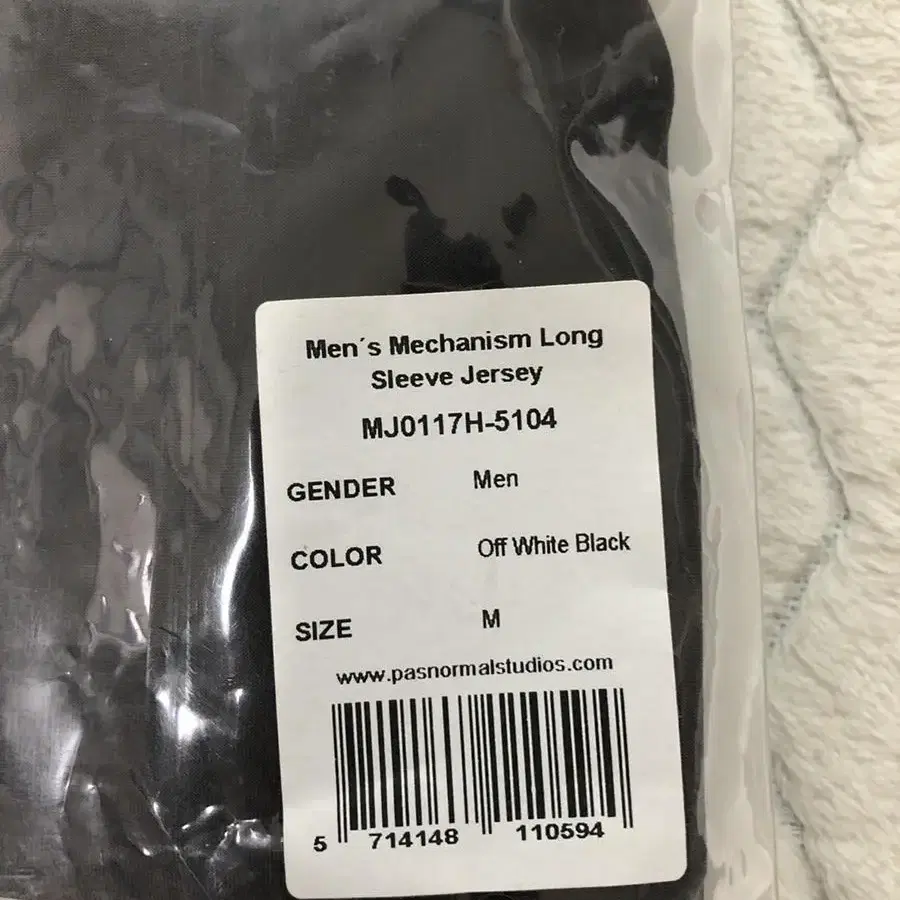 Men´s Mechanism Long
Sleeve Jersey
MJ0117H-5104
GENDER Men
COLOR Off White Black
SIZE M
www.pasnormalstudios.com
5 714148 110594